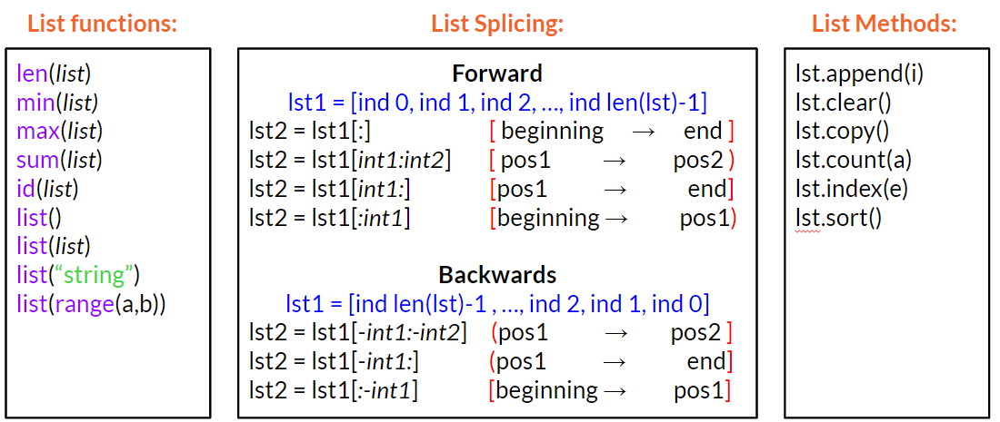 List functions:
len(list)
min(list)
max(list)
sum(list)
id(list)
list()
list(list)
list(“string”)
list(range(a,b))
List Splicing:
Forward
lst1 = [ind 0, ind 1, ind 2, …, ind len(lst)-1]
lst2 = lst1[:] [ beginning → end ]
lst2 = lst1[int1:int2] [ pos1 → pos2 )
lst2 = lst1[int1:] [pos1 → end]
lst2 = lst1[:int1] [beginning → pos1)
Backwards
lst1 = [ind len(lst)-1 , …, ind 2, ind 1, ind 0]
lst2 = lst1[-int1:-int2] (pos1 → pos2 ]
lst2 = lst1[-int1:] (pos1 → end]
lst2 = lst1[:-int1] [beginning → pos1]
List Methods:
lst.append(i)
lst.clear()
lst.copy()
lst.count(a)
lst.index(e)
lst.sort()